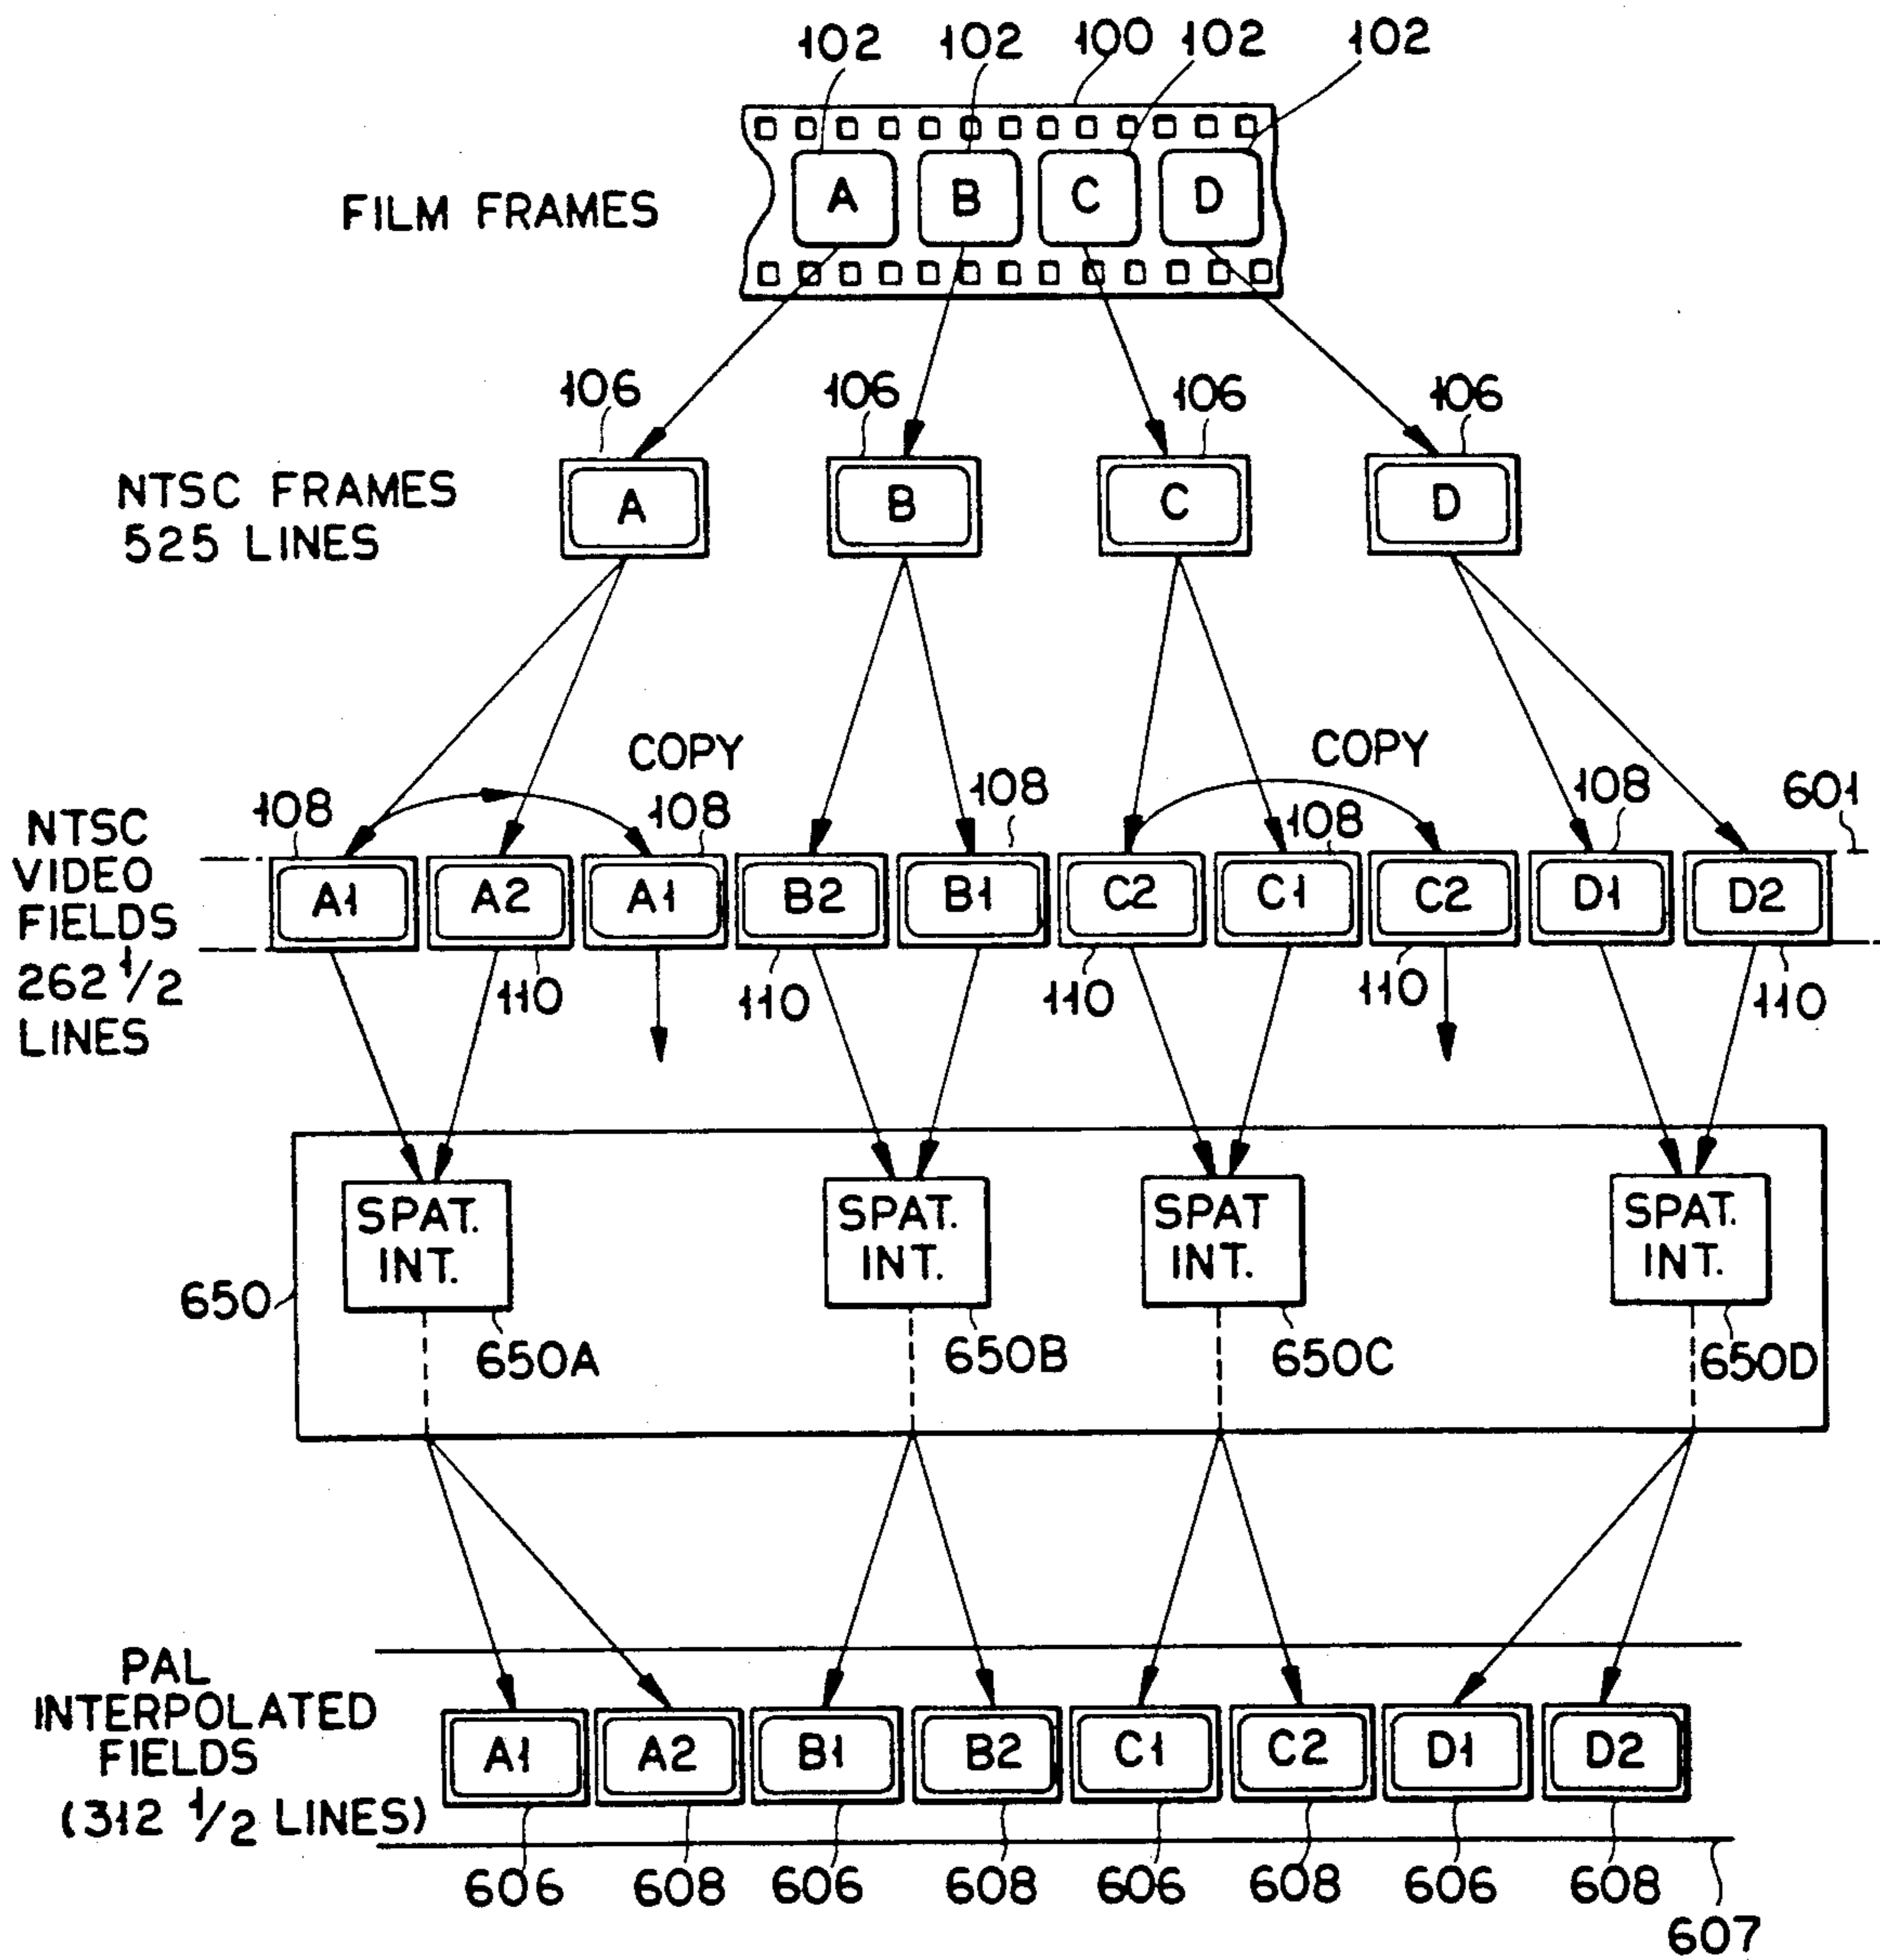 102 102 100 102 102
FILM FRAMES
A B C D
106 106 106 106
NTSC FRAMES
525 LINES
A B C D
COPY COPY
NTSC
VIDEO
FIELDS
262 1/2
LINES
108 108 108 108 108 601
A1 A2 A1 B2 B1 C2 C1 C2 D1 D2
110 110 110 110 110
SPAT.
INT.
SPAT.
INT.
SPAT
INT.
SPAT.
INT.
650
650A 650B 650C 650D
PAL
INTERPOLATED
FIELDS
(312 1/2 LINES)
A1 A2 B1 B2 C1 C2 D1 D2
606 608 606 608 606 608 606 608
607